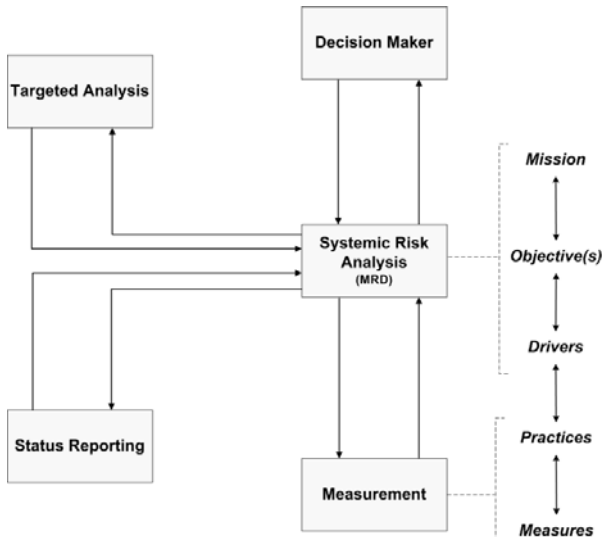 Decision Maker
Targeted Analysis
Mission
Systemic Risk
Analysis
(MRD)
Objective(s)
Drivers
Status Reporting
Practices
Measurement
Measures